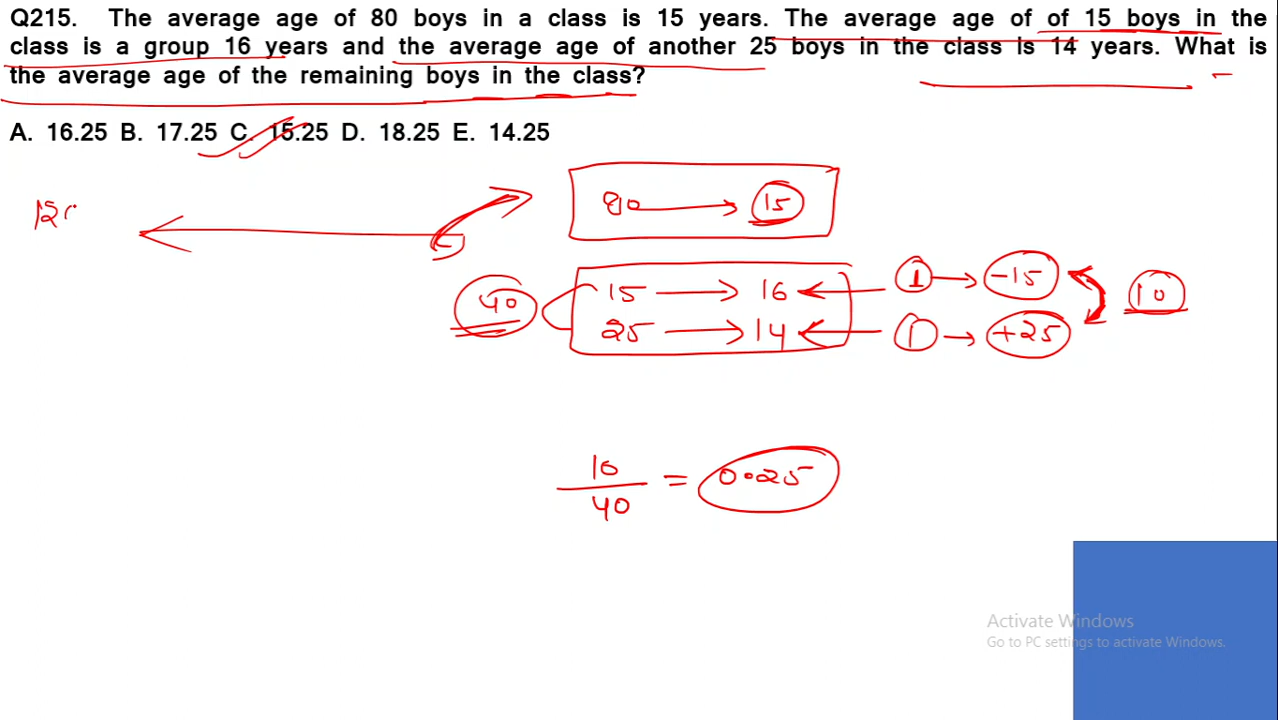 Q215. The average age of 80 boys in a class is 15 years. The average age of of 15 boys in the
class is a group 16 years and the average age of another 25 boys in the class is 14 years. What is
the average age of the remaining boys in the class?
A. 16.25 B. 17.25 C. 15.25 D. 18.25 E. 14.25
80 → 15
40 15 → 16 ← 1 → -15 10
25 → 14 ← 1 → +25
10
40 = 0.25
Activate Windows
Go to PC settings to activate Windows.